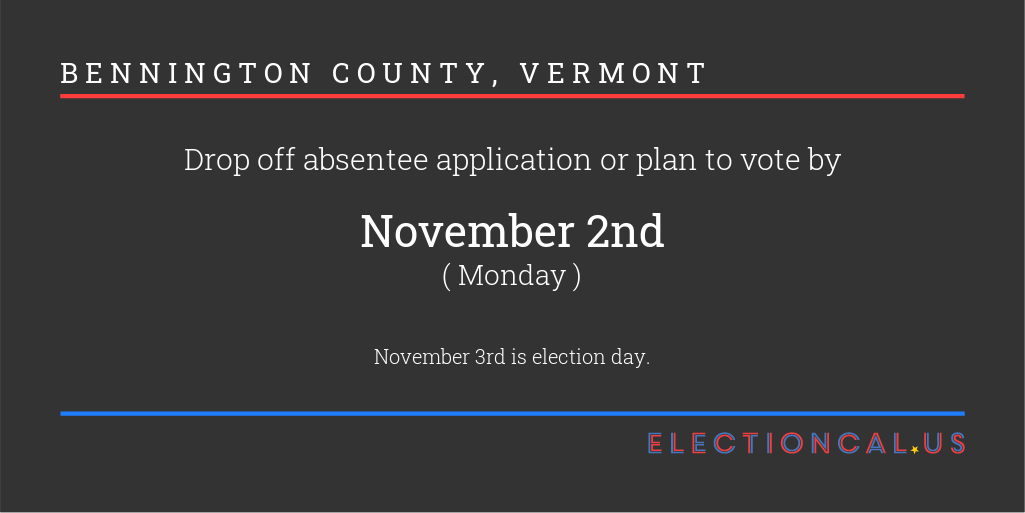 BENNINGTON COUNTY, VERMONT
Drop off absentee application or plan to vote by
November 2nd
( Monday )
November 3rd is election day.
ELECTIONCAL.US